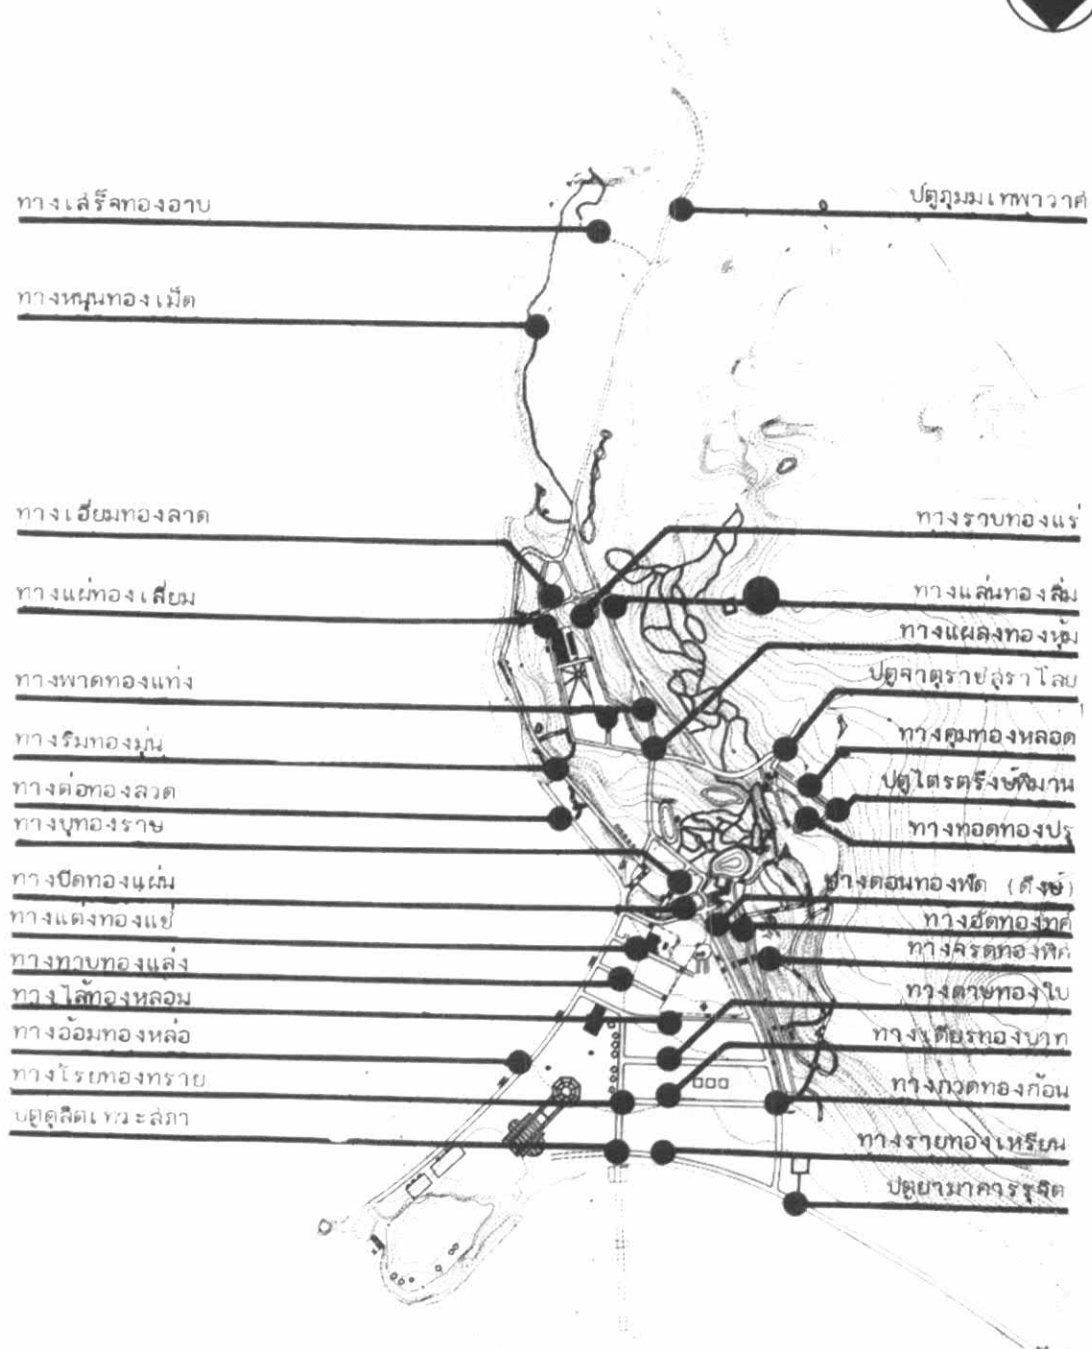 ทางเสร็จทองอาบ
ทางหนุนทองเม็ด
ทางเฮี่ยมทองลาด
ทางแผ่ทองเสี่ยม
ทางพาดทองแท่ง
ทางริมทองมุ่น
ทางต่อทองลวด
ทางบุทองราษ
ทางปิดทองแผ่น
ทางแต่งทองแย่
ทางทาบทองแล่ง
ทางไล้ทองหลอม
ทางอ้อมทองหล่อ
ทางโรยทองทราย
ปตูดุสิตเทวะสภา
ปตูภุมมเทพาวาศ
ทางราบทองแร่
ทางแล่นทองลิ่ม
ทางแผลงทองหุ้ม
ปตูจาตุราชสุราไลย
ทางคุมทองหลอด
ปตูไตรตรึงษ์พิมาน
ทางทอดทองปรุ
ทองพัด (ดึงษ์)
ทางฮัดทองทศ
ทางจรดทองทิศ
ทางดาษทองใบ
ทางเดียรทองบาท
ทางกวดทองก้อน
ทางรายทองเหรียน
ปตูยามาคารรุจิต